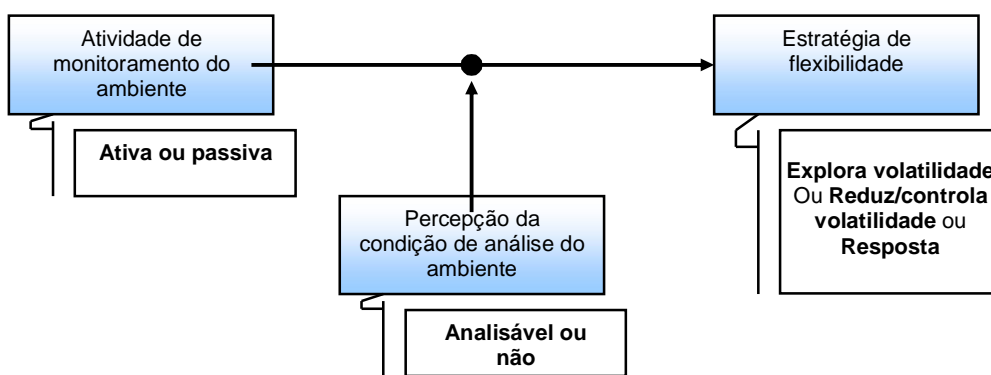 Atividade de
monitoramento do
ambiente
Ativa ou passiva
Percepção da
condição de análise do
ambiente
Analisável ou
não
Estratégia de
flexibilidade
Explora volatilidade
Ou Reduz/controla
volatilidade ou
Resposta